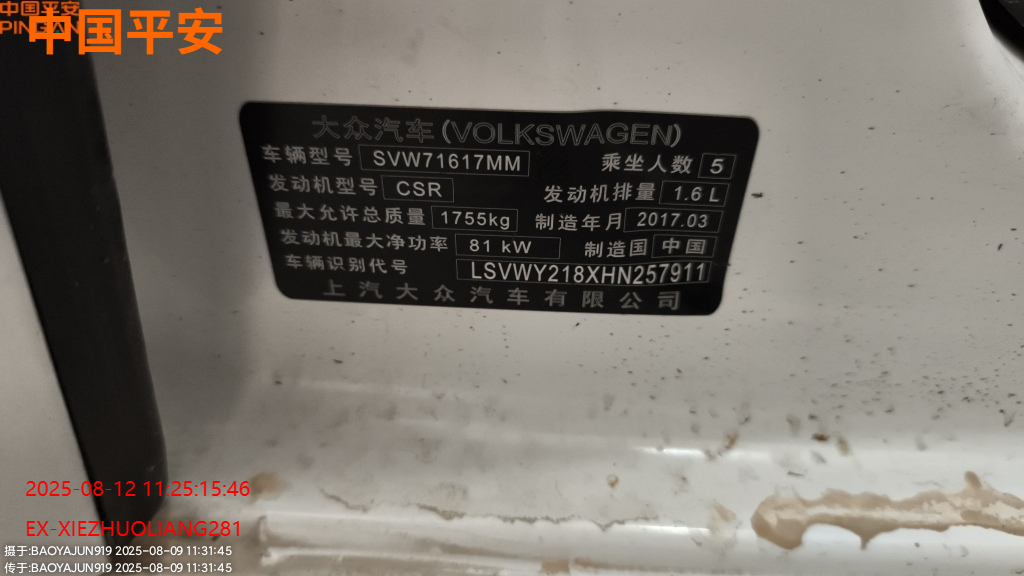 中国平安
PINGAN
中国平安
大众汽车(VOLKSWAGEN)
车辆型号 SVW71617MM 乘坐人数 5
发动机型号 CSR 发动机排量 1.6 L
最大允许总质量 1755kg 制造年月 2017.03
发动机最大净功率 81 kW 制造国 中国
车辆识别代号 LSVWY218XHN257911
上汽大众汽车有限公司
2025-08-12 11:25:15:46
EX-XIEZHUOLIANG281
摄于:BAOYAJUN919 2025-08-09 11:31:45
传于:BAOYAJUN919 2025-08-09 11:31:45